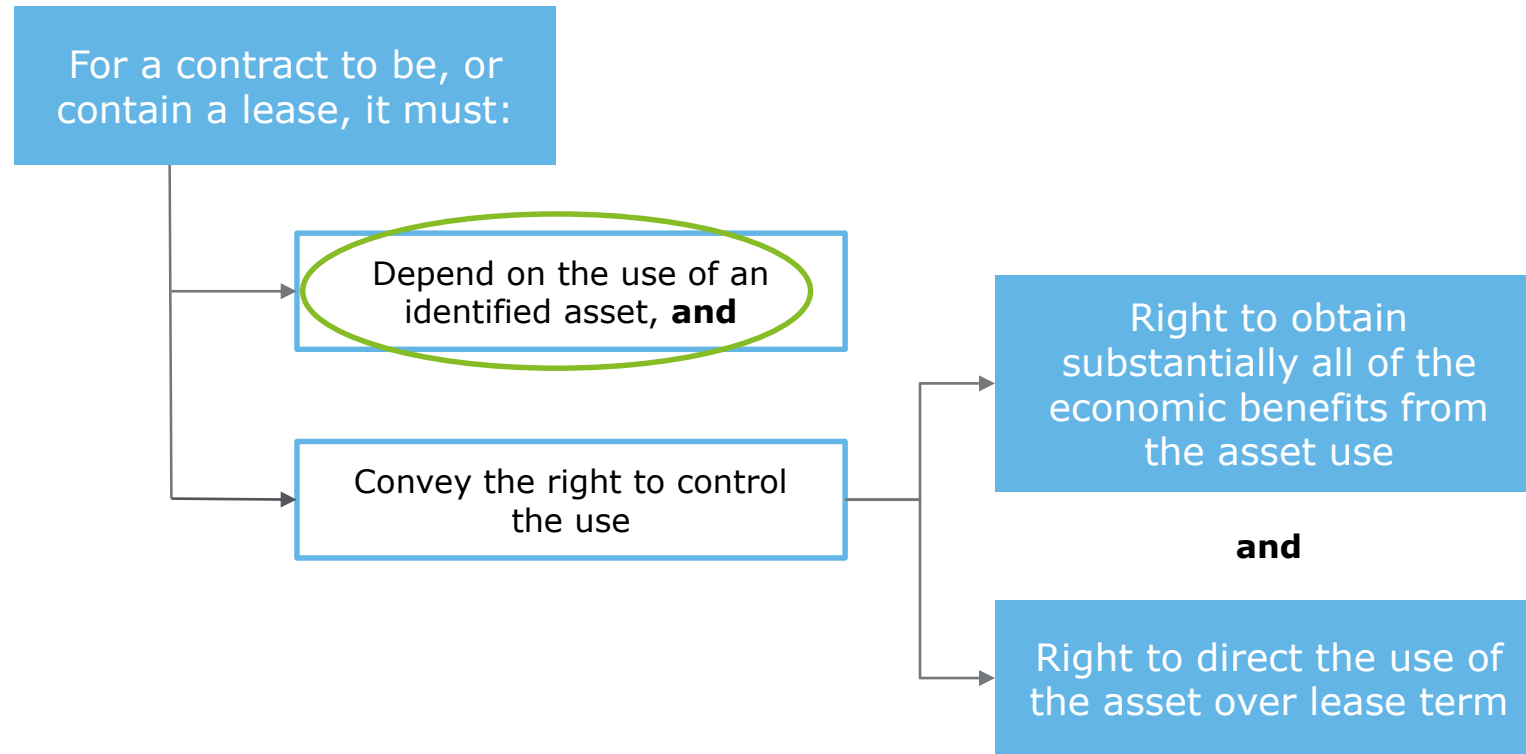 For a contract to be, or
contain a lease, it must:
Depend on the use of an
identified asset, and
Convey the right to control
the use
Right to obtain
substantially all of the
economic benefits from
the asset use
and
Right to direct the use of
the asset over lease term